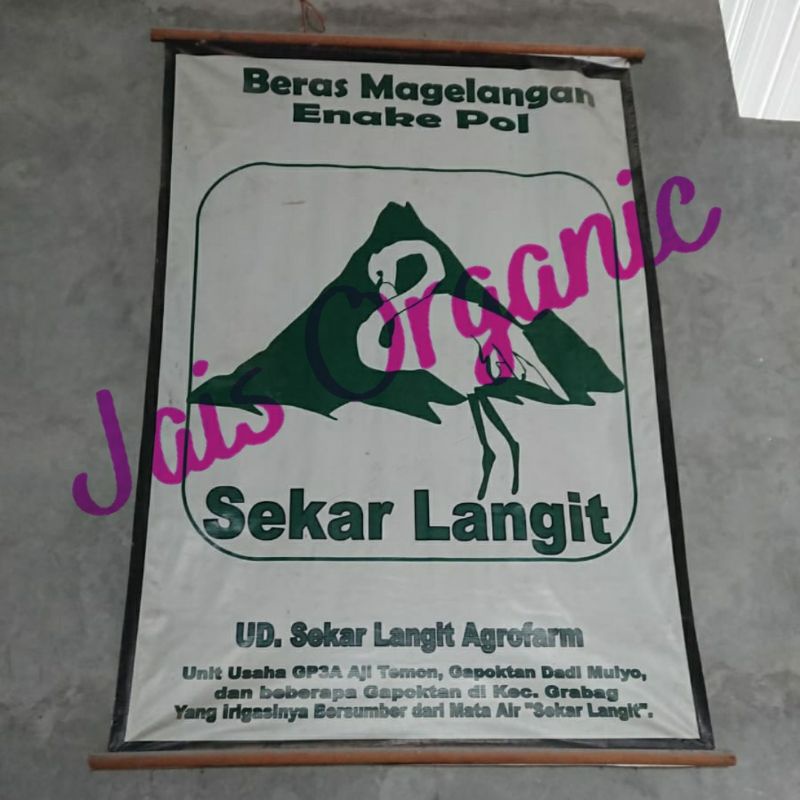 Beras Magelangan
Enake Pol
Jais Organic
Sekar Langit
UD. Sekar Langit Agrofarm
Unit Usaha GP3A Aji Temon, Gapoktan Dadi Mulyo,
dan beberapa Gapoktan di Kec. Grabag
Yang Irigasinya Bersumber dari Mata Air "Sekar Langit".